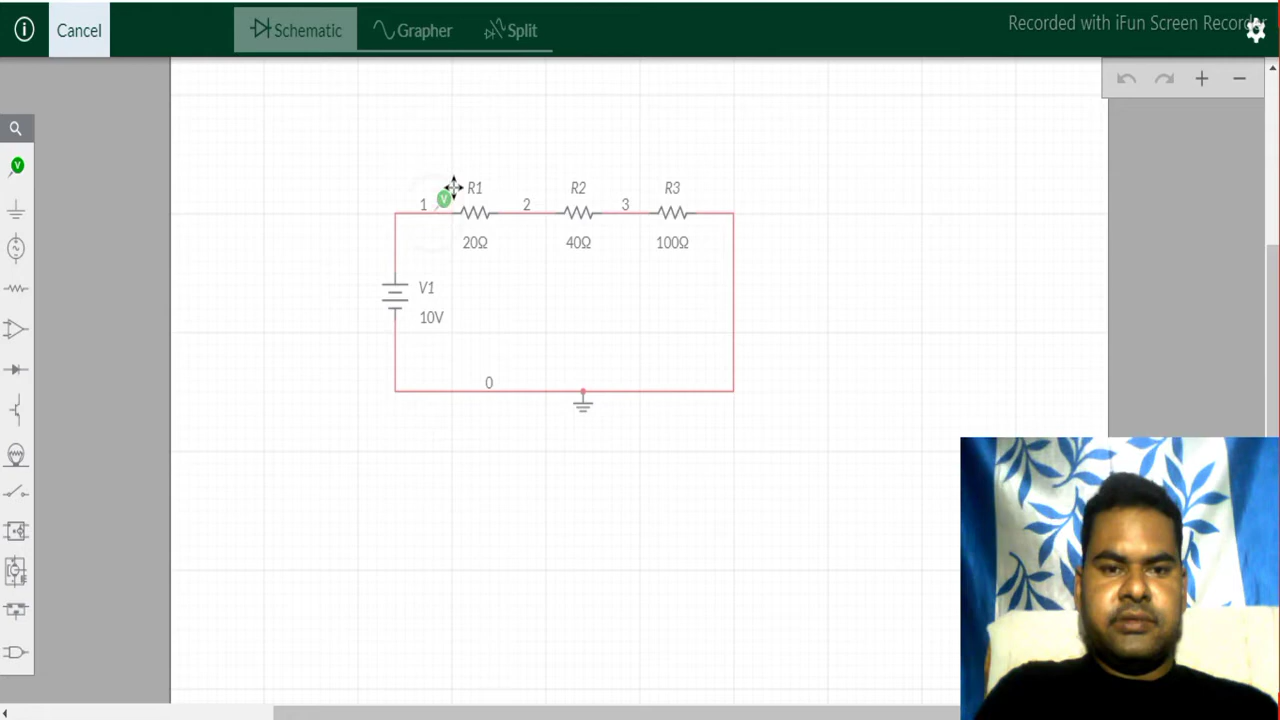 Cancel
Schematic
Grapher
Split
Recorded with iFun Screen Recorder
V
1
V
R1
2
R2
3
R3
20Ω
40Ω
100Ω
V1
10V
0